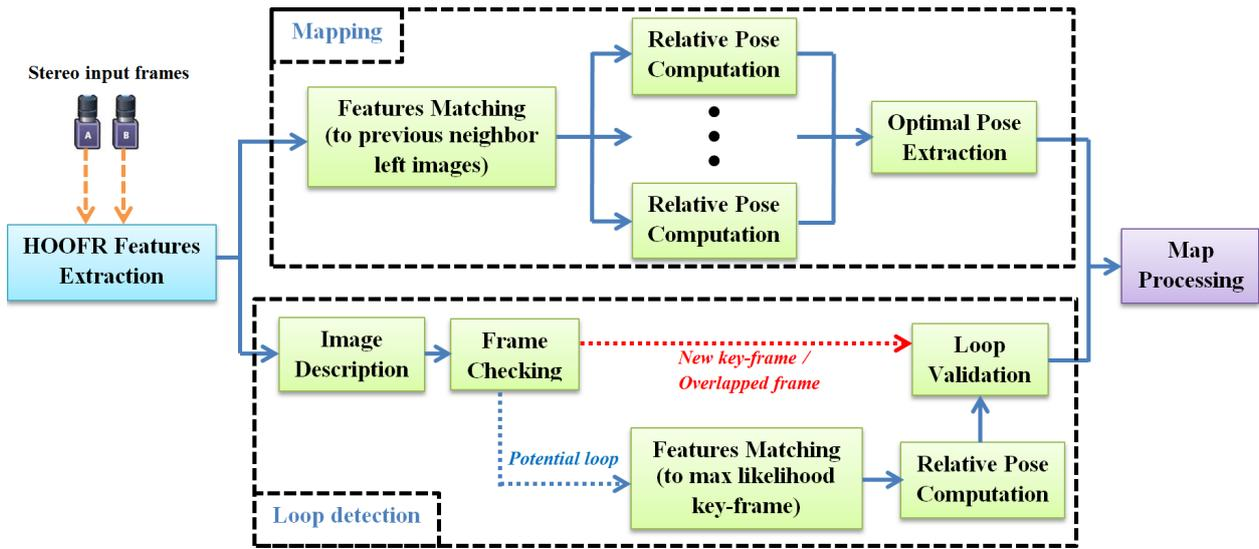 Mapping
Stereo input frames
A
B
HOOFR Features
Extraction
Features Matching
(to previous neighbor
left images)
Relative Pose
Computation
Relative Pose
Computation
Optimal Pose
Extraction
Map
Processing
Image
Description
Frame
Checking
New key-frame /
Overlapped frame
Loop
Validation
Potential loop
Features Matching
(to max likelihood
key-frame)
Relative Pose
Computation
Loop detection